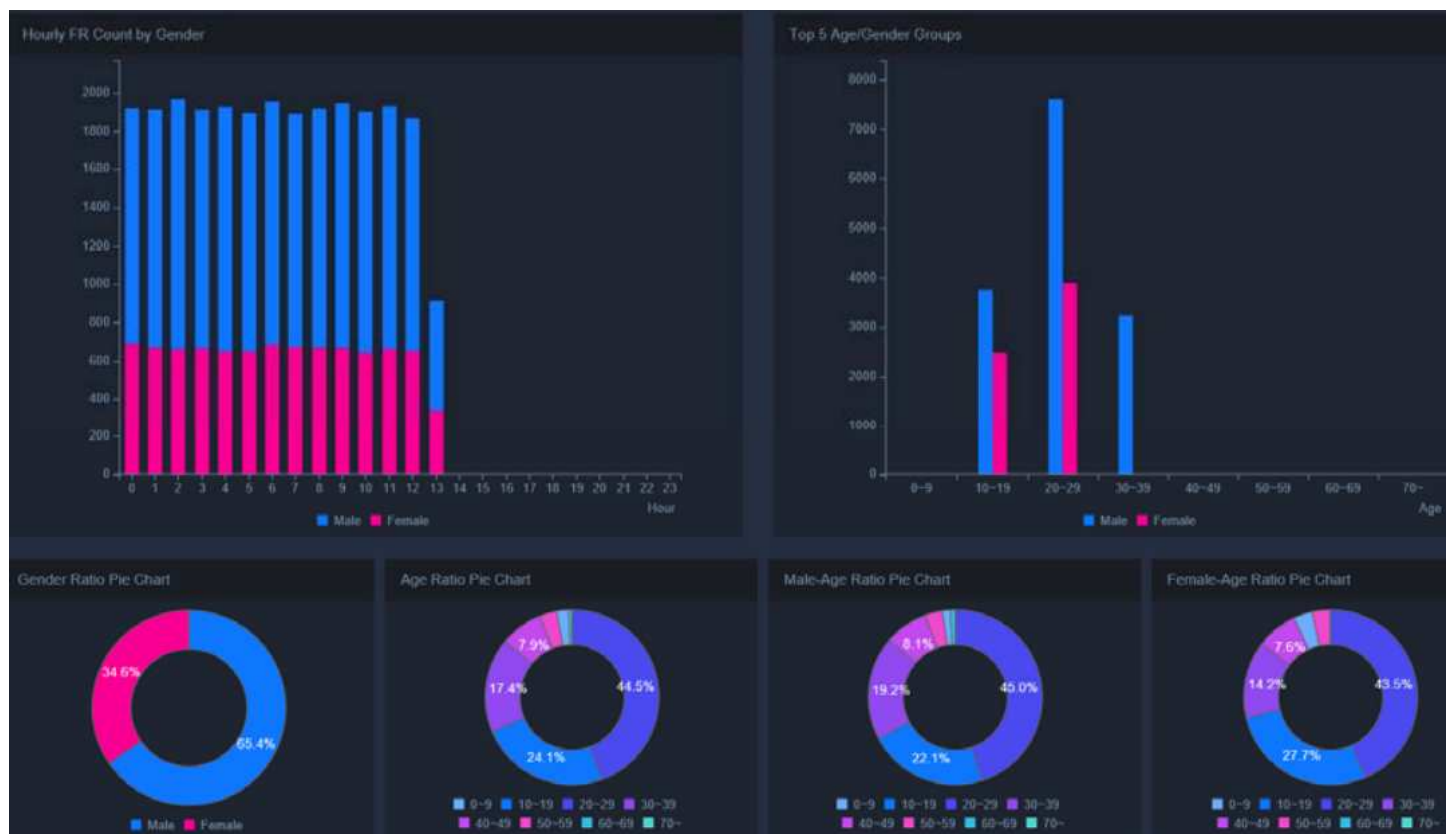 Hourly FR Count by Gender
2000
1800
1600
1400
1200
1000
800
600
400
200
0
0 1 2 3 4 5 6 7 8 9 10 11 12 13 14 15 16 17 18 19 20 21 22 23
Hour
Male Female
Top 5 Age/Gender Groups
8000
7000
6000
5000
4000
3000
2000
1000
0
0~9 10~19 20~29 30~39 40~49 50~59 60~69 70~
Age
Male Female
Gender Ratio Pie Chart
34.6%
65.4%
Male Female
Age Ratio Pie Chart
7.9%
17.4% 44.5%
24.1%
0~9 10~19 20~29 30~39
40~49 50~59 60~69 70~
Male-Age Ratio Pie Chart
8.1%
19.2% 45.0%
22.1%
0~9 10~19 20~29 30~39
40~49 50~59 60~69 70~
Female-Age Ratio Pie Chart
7.6%
14.2% 43.5%
27.7%
0~9 10~19 20~29 30~39
40~49 50~59 60~69 70~